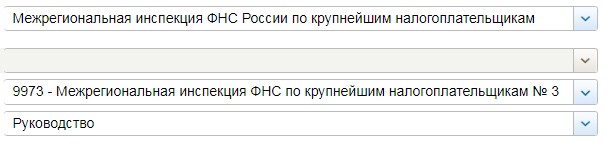 Межрегиональная инспекция ФНС России по крупнейшим налогоплательщикам
9973 - Межрегиональная инспекция ФНС по крупнейшим налогоплательщикам № 3
Руководство